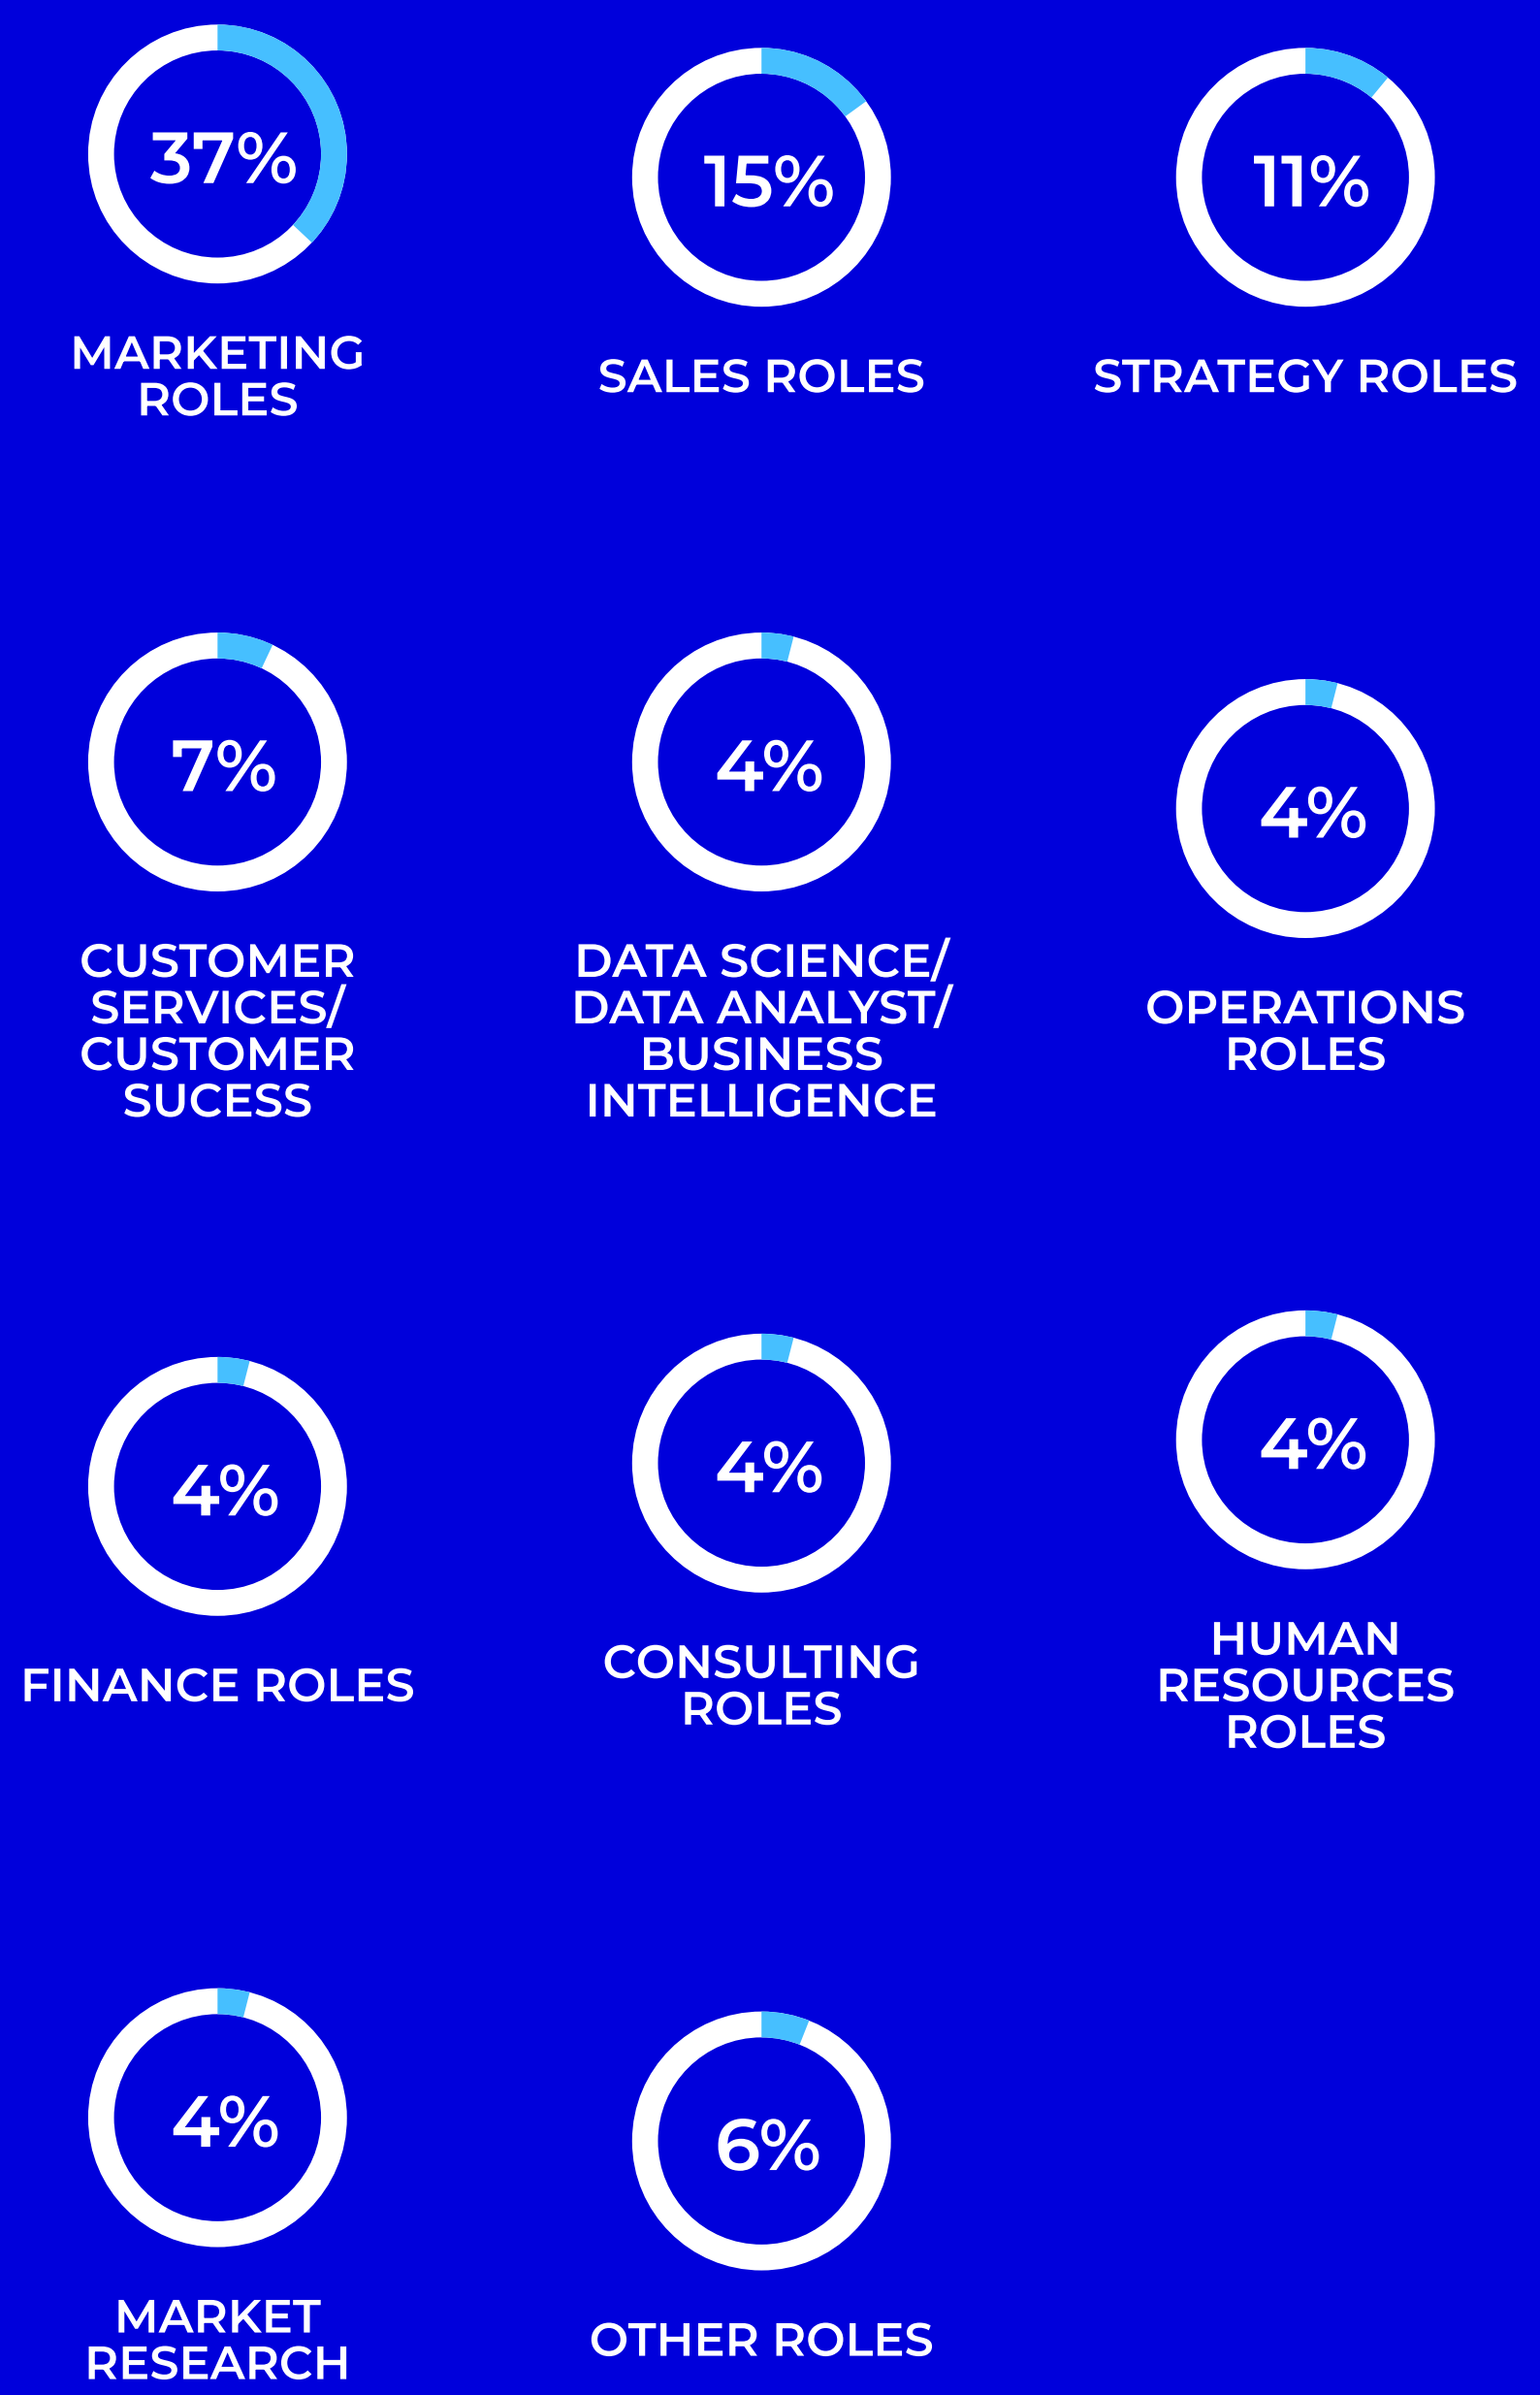 37%
MARKETING
ROLES
15%
SALES ROLES
11%
STRATEGY ROLES
7%
CUSTOMER
SERVICES/
CUSTOMER
SUCESS
4%
DATA SCIENCE/
DATA ANALYST/
BUSINESS
INTELLIGENCE
4%
OPERATIONS
ROLES
4%
FINANCE ROLES
4%
CONSULTING
ROLES
4%
HUMAN
RESOURCES
ROLES
4%
MARKET
RESEARCH
6%
OTHER ROLES